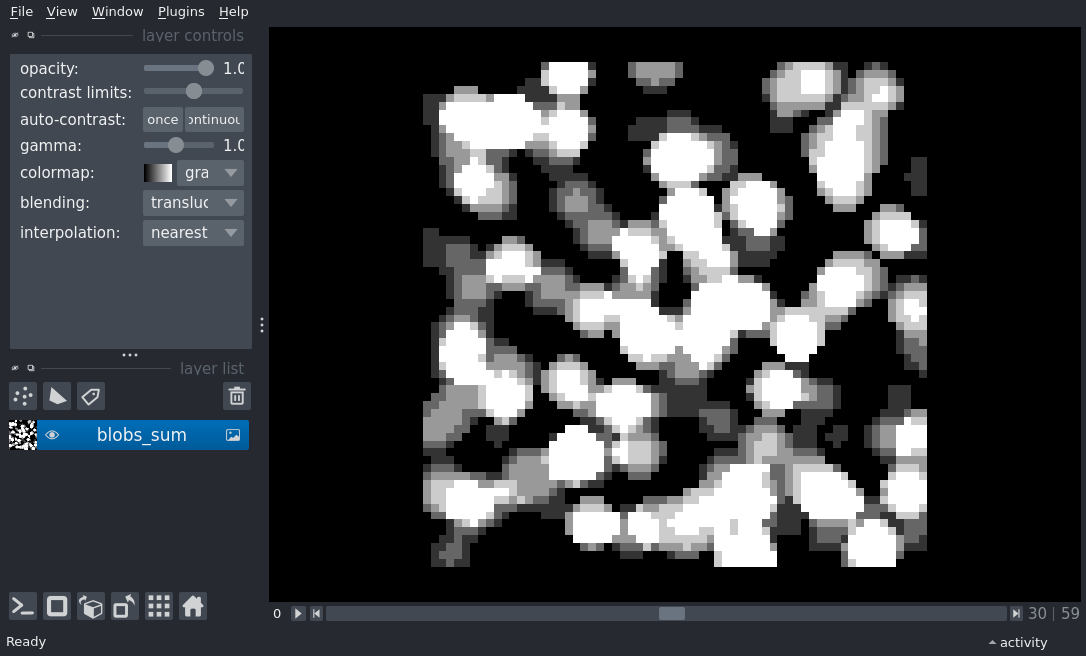 File View Window Plugins Help
layer controls
opacity: 1.0
contrast limits:
auto-contrast: once ontinuou
gamma: 1.0
colormap: gra
blending: transluc
interpolation: nearest
layer list
blobs_sum
0 30 | 59
Ready activity